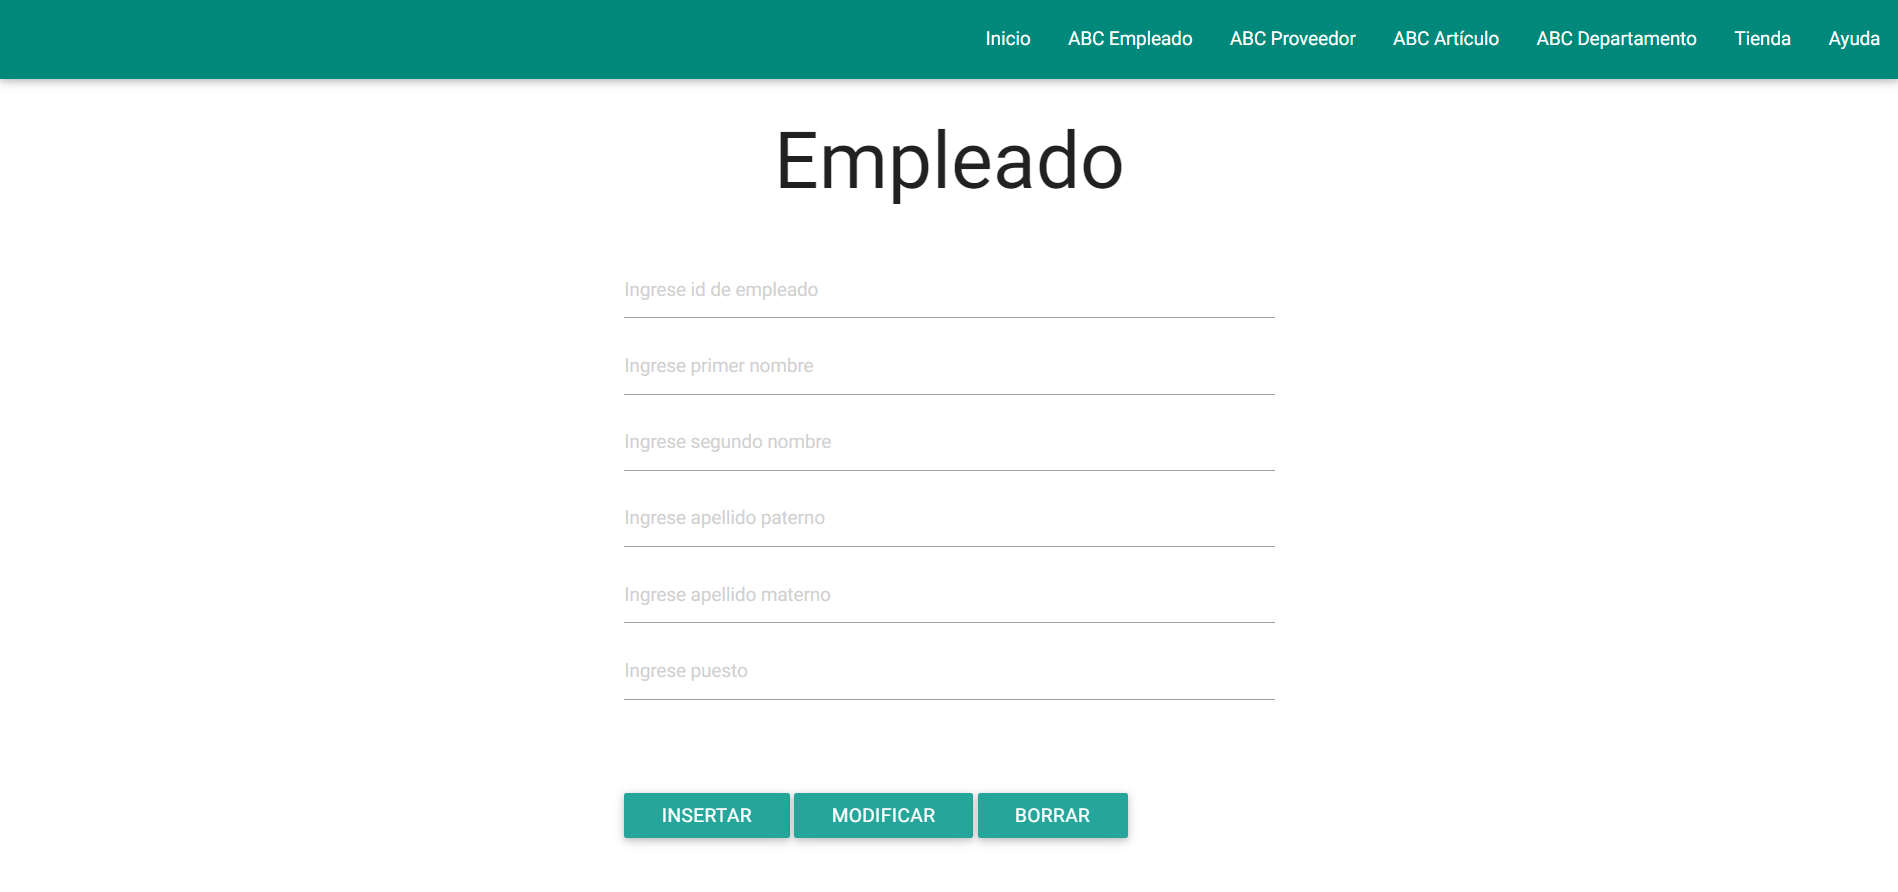 Inicio ABC Empleado ABC Proveedor ABC Artículo ABC Departamento Tienda Ayuda
Empleado
Ingrese id de empleado
Ingrese primer nombre
Ingrese segundo nombre
Ingrese apellido paterno
Ingrese apellido materno
Ingrese puesto
INSERTAR MODIFICAR BORRAR